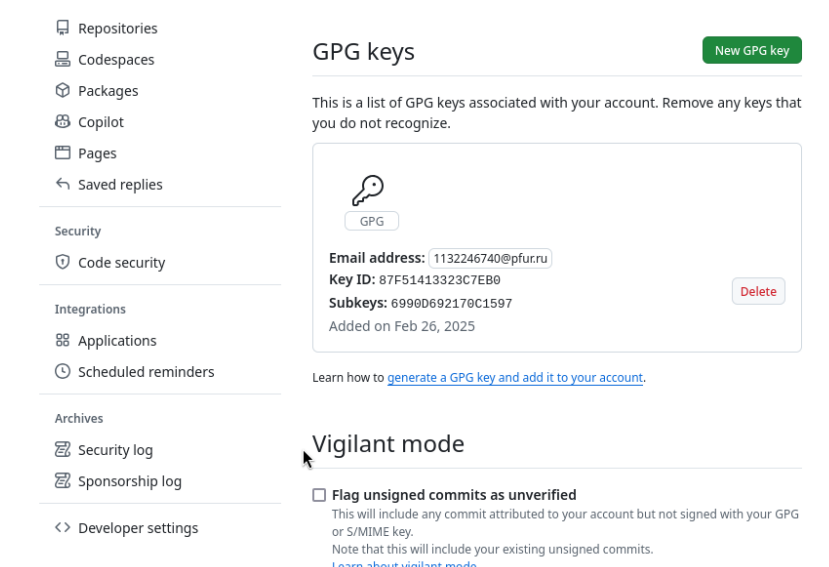 Repositories
Codespaces
Packages
Copilot
Pages
Saved replies
Security
Code security
Integrations
Applications
Scheduled reminders
Archives
Security log
Sponsorship log
Developer settings
GPG keys
New GPG key
This is a list of GPG keys associated with your account. Remove any keys that
you do not recognize.
GPG
Email address: 1132246740@pfur.ru
Key ID: 87F51413323C7EB0
Subkeys: 6990D692170C1597
Added on Feb 26, 2025
Delete
Learn how to generate a GPG key and add it to your account.
Vigilant mode
Flag unsigned commits as unverified
This will include any commit attributed to your account but not signed with your GPG
or S/MIME key.
Note that this will include your existing unsigned commits.
Learn about vigilant mode.